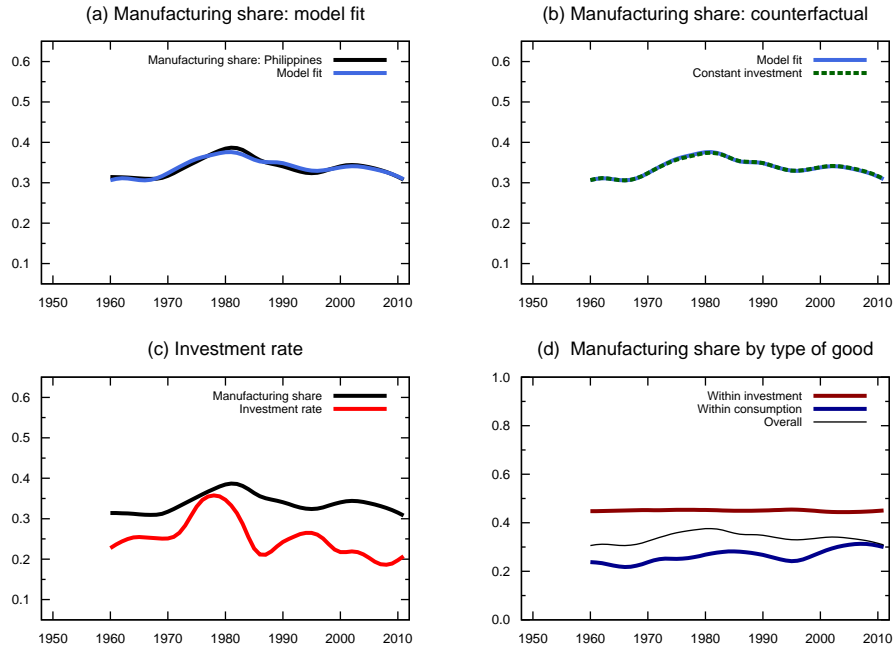 (a) Manufacturing share: model fit
Manufacturing share: Philippines
Model fit
0.6
0.5
0.4
0.3
0.2
0.1
1950 1960 1970 1980 1990 2000 2010
(b) Manufacturing share: counterfactual
Model fit
Constant investment
0.6
0.5
0.4
0.3
0.2
0.1
1950 1960 1970 1980 1990 2000 2010
(c) Investment rate
Manufacturing share
Investment rate
0.6
0.5
0.4
0.3
0.2
0.1
1950 1960 1970 1980 1990 2000 2010
(d) Manufacturing share by type of good
Within investment
Within consumption
Overall
1.0
0.8
0.6
0.4
0.2
0.0
1950 1960 1970 1980 1990 2000 2010